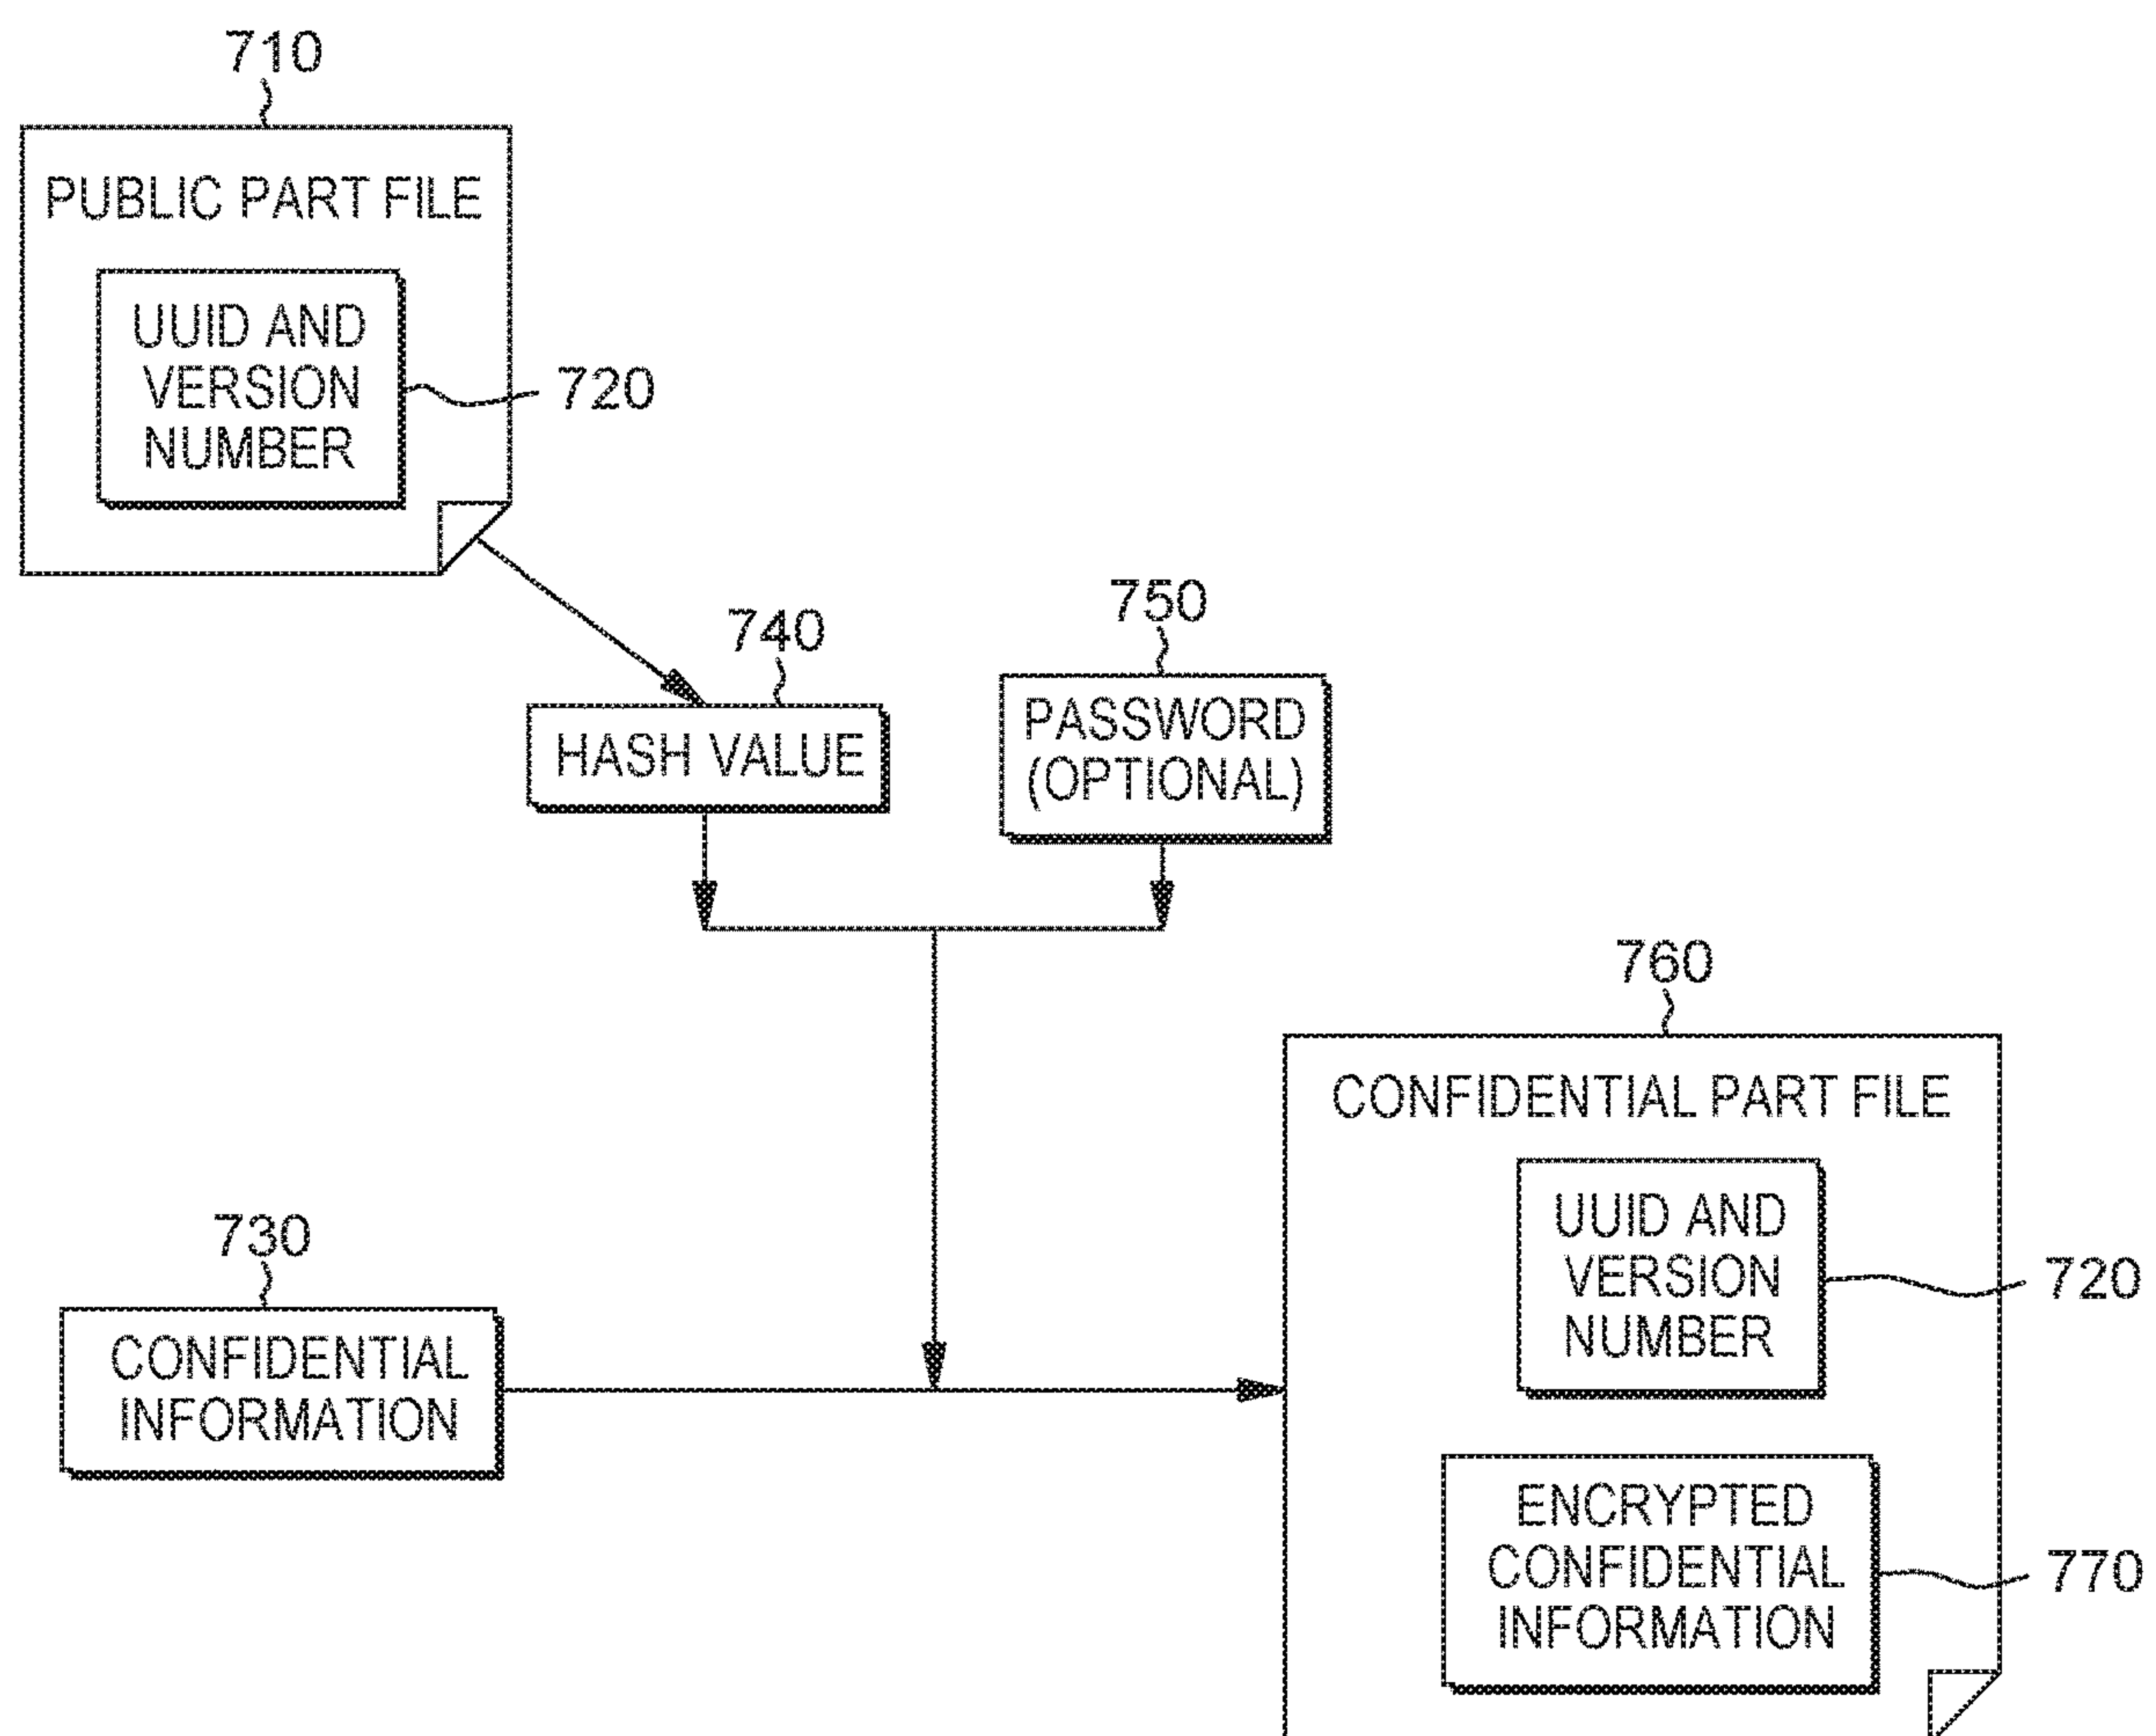 710
PUBLIC PART FILE
UUID AND
VERSION
NUMBER
720
740
HASH VALUE
750
PASSWORD
(OPTIONAL)
760
CONFIDENTIAL PART FILE
UUID AND
VERSION
NUMBER
720
730
CONFIDENTIAL
INFORMATION
ENCRYPTED
CONFIDENTIAL
INFORMATION
770